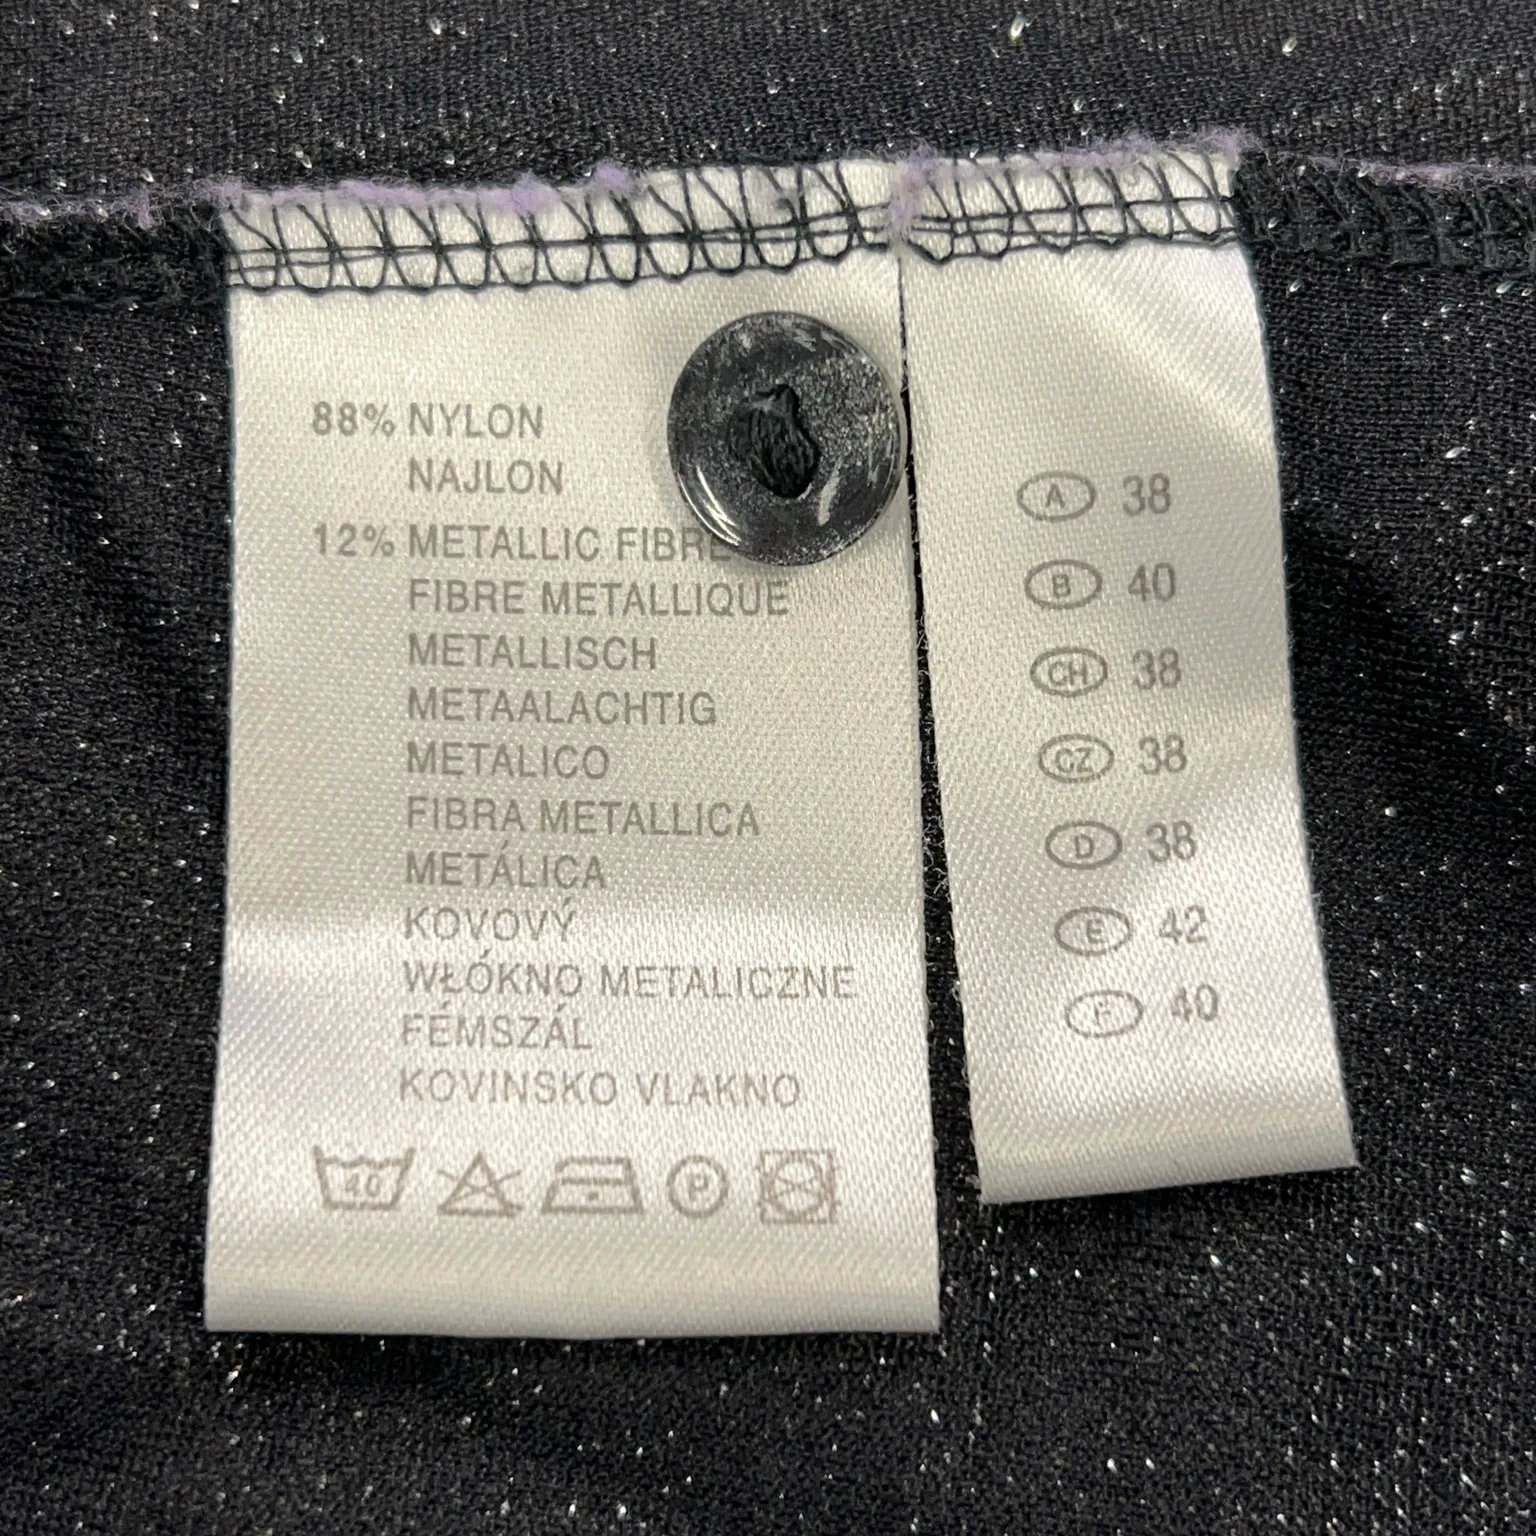 88% NYLON
NAJLON
12% METALLIC FIBRE
FIBRE METALLIQUE
METALLISCH
METAALACHTIG
METALICO
FIBRA METALLICA
METÁLICA
KOVOVÝ
WŁÓKNO METALICZNE
FÉMSZÁL
KOVINSKO VLAKNO
40 P
A 38
B 40
CH 38
CZ 38
D 38
E 42
F 40